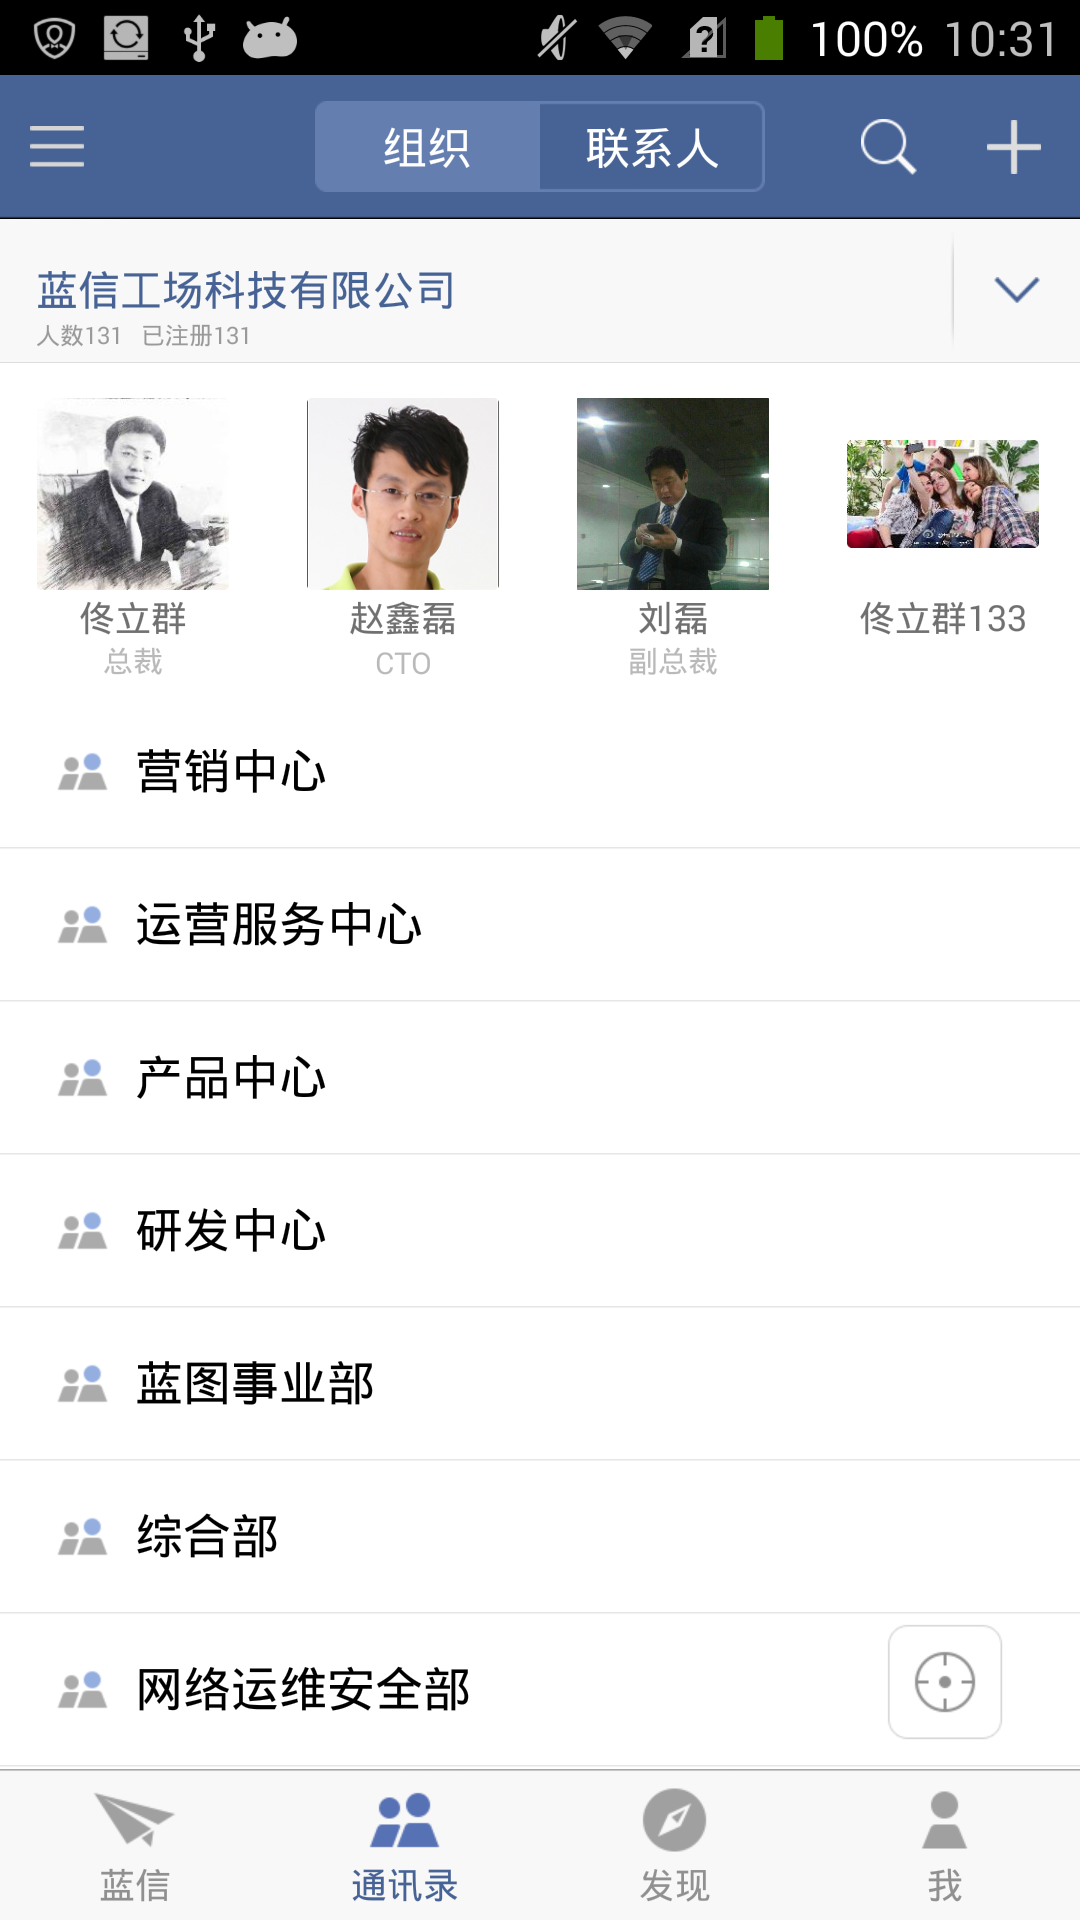 100% 10:31
组织 联系人
蓝信工场科技有限公司
人数131 已注册131
佟立群 赵鑫磊 刘磊 佟立群133
总裁 CTO 副总裁
营销中心
运营服务中心
产品中心
研发中心
蓝图事业部
综合部
网络运维安全部
蓝信 通讯录 发现 我